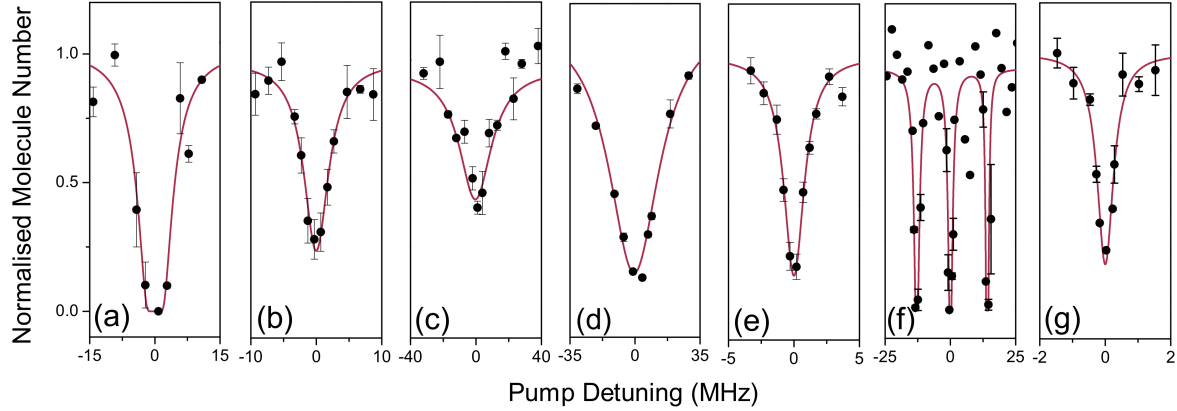 Normalised Molecule Number
1.0
0.5
0.0
(a) (b) (c) (d) (e) (f) (g)
-15 0 15 -10 0 10 -40 0 40 -35 0 35 -5 0 5 -25 0 25 -2 0 2
Pump Detuning (MHz)